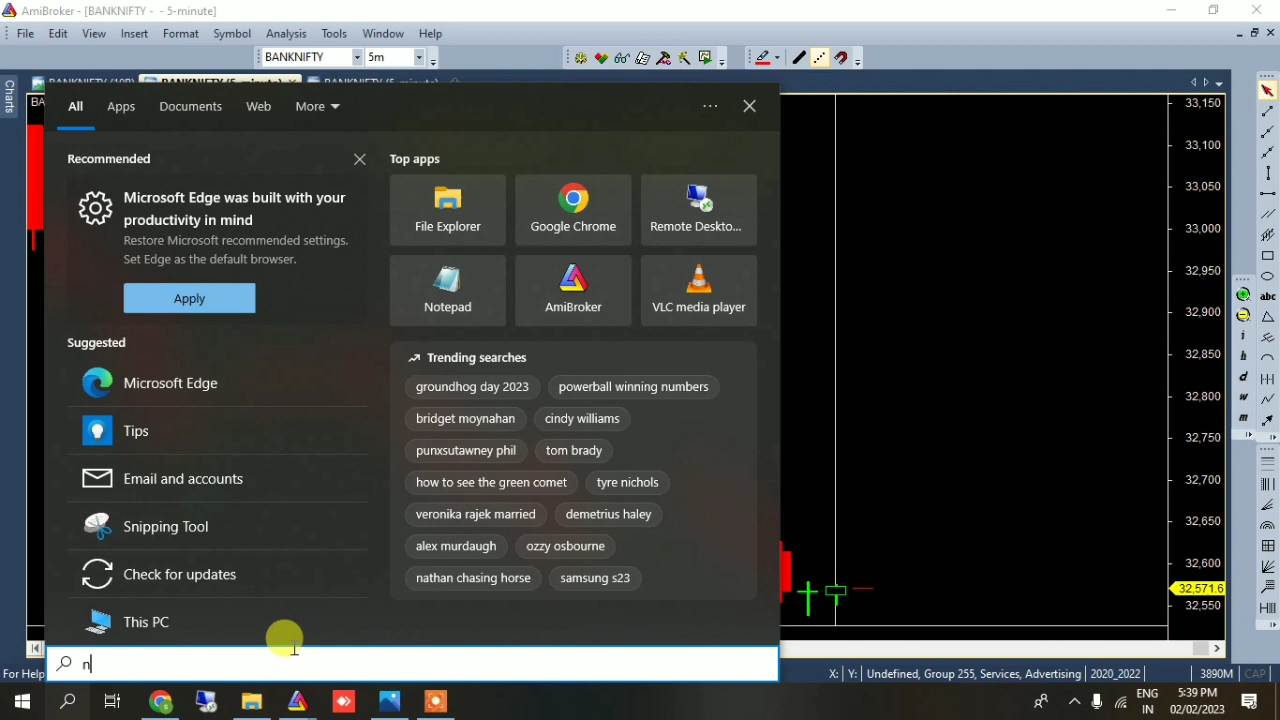 AmiBroker - [BANKNIFTY - - 5-minute]
File Edit View Insert Format Symbol Analysis Tools Window Help
BANKNIFTY 5m
Charts
All Apps Documents Web More
Recommended
Microsoft Edge was built with your
productivity in mind
Restore Microsoft recommended settings.
Set Edge as the default browser.
Apply
Suggested
Microsoft Edge
Tips
Email and accounts
Snipping Tool
Check for updates
This PC
Top apps
File Explorer Google Chrome Remote Deskto...
Notepad AmiBroker VLC media player
Trending searches
groundhog day 2023 powerball winning numbers
bridget moynahan cindy williams
punxsutawney phil tom brady
how to see the green comet tyre nichols
veronika rajek married demetrius haley
alex murdaugh ozzy osbourne
nathan chasing horse samsung s23
n
33,150
33,100
33,050
33,000
32,950
32,900
32,850
32,800
32,750
32,700
32,650
32,600
32,571.6
32,550
abc
i
h
d
w
m
For Help
X: Y: Undefined, Group 255, Services, Advertising 2020_2022 3890M CAP
ENG
IN
5:39 PM
02/02/2023